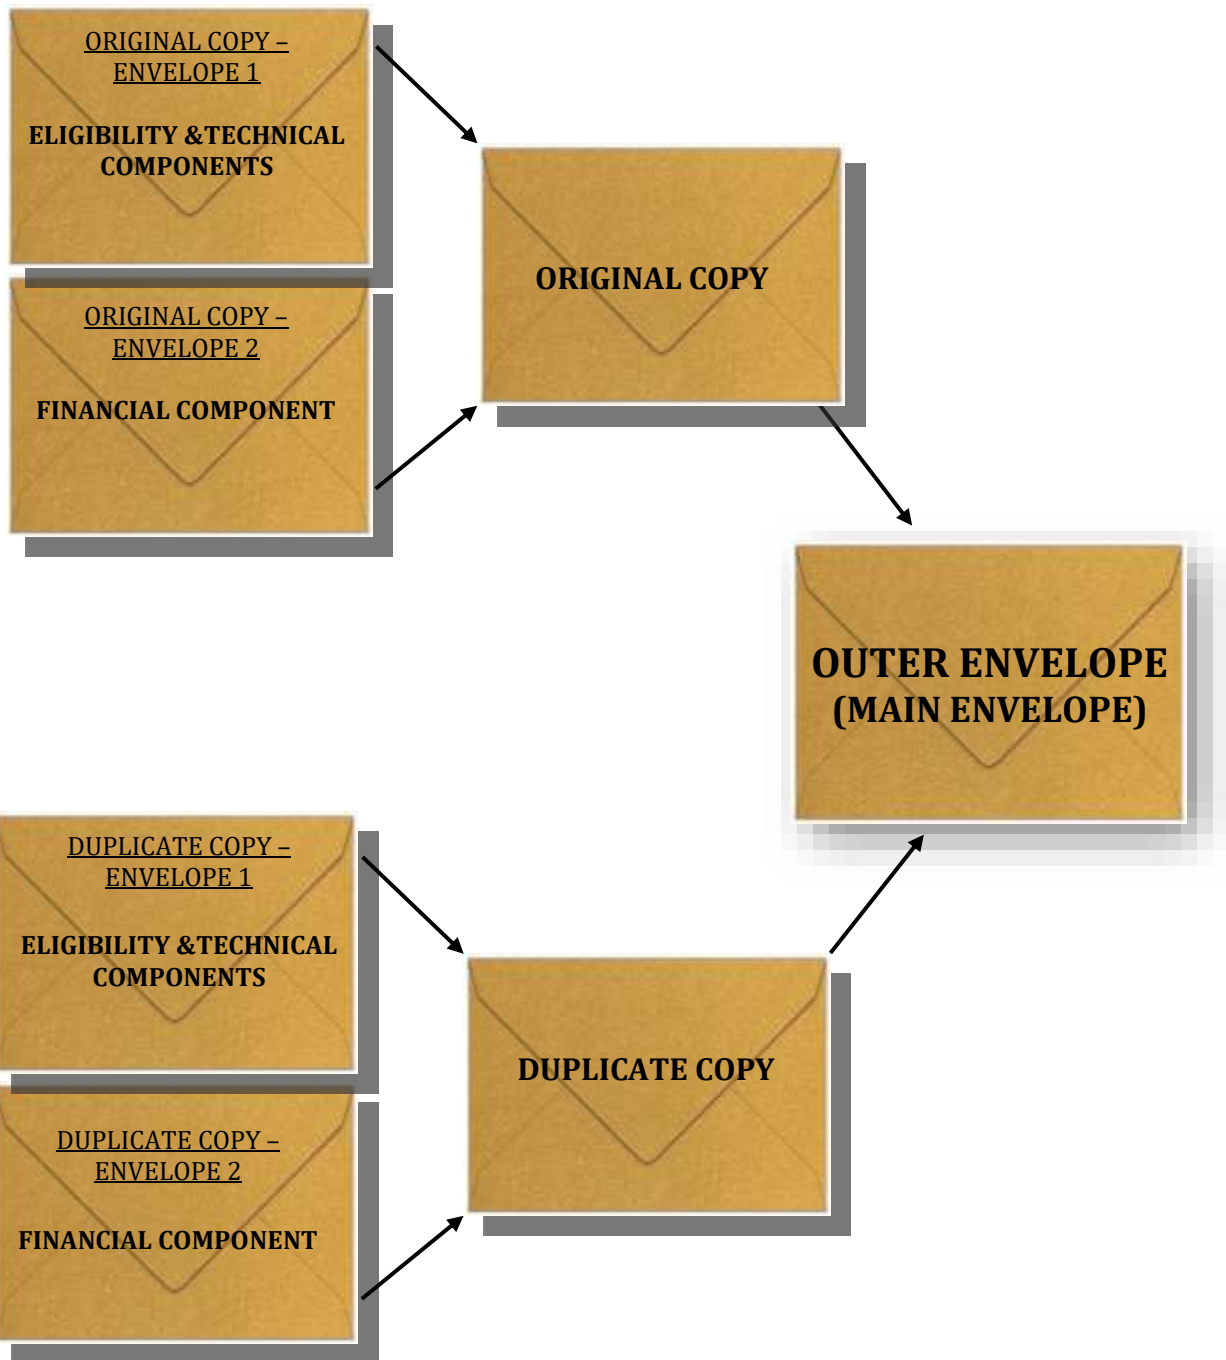 ORIGINAL COPY –
ENVELOPE 1
ELIGIBILITY &TECHNICAL
COMPONENTS
ORIGINAL COPY –
ENVELOPE 2
FINANCIAL COMPONENT
ORIGINAL COPY
OUTER ENVELOPE
(MAIN ENVELOPE)
DUPLICATE COPY –
ENVELOPE 1
ELIGIBILITY &TECHNICAL
COMPONENTS
DUPLICATE COPY –
ENVELOPE 2
FINANCIAL COMPONENT
DUPLICATE COPY